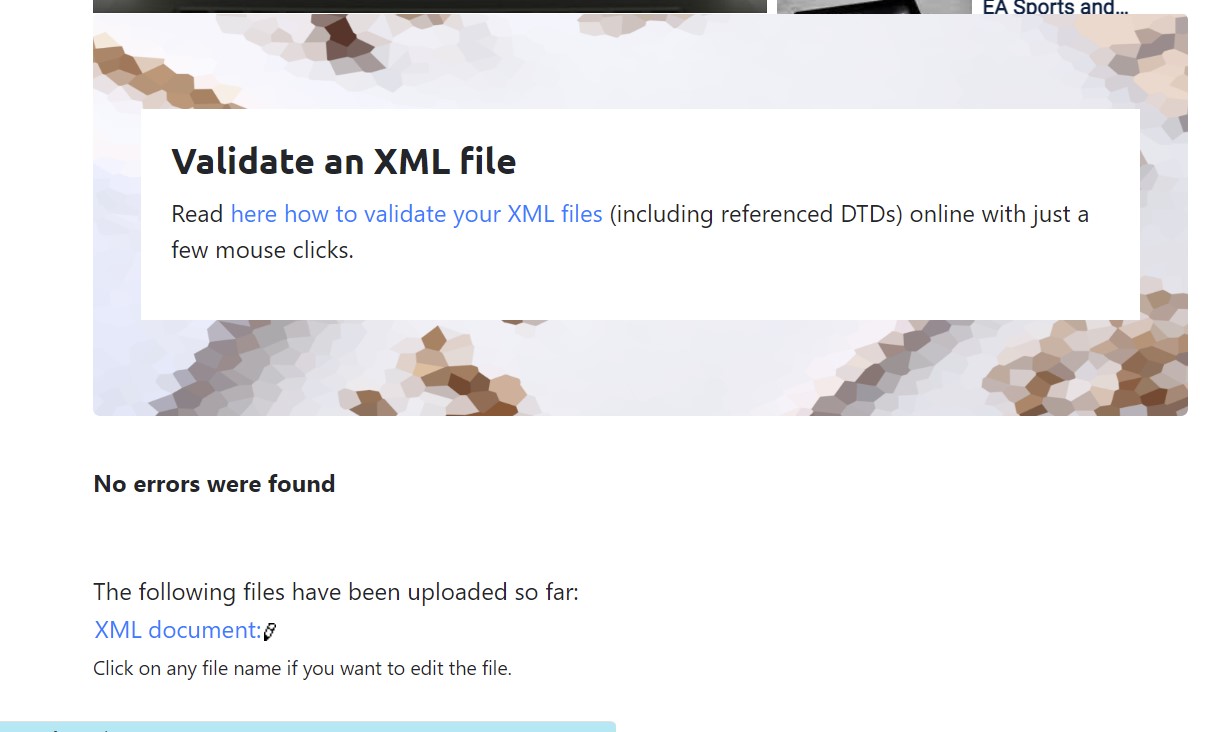 EA Sports and...
Validate an XML file
Read here how to validate your XML files (including referenced DTDs) online with just a
few mouse clicks.
No errors were found
The following files have been uploaded so far:
XML document:
Click on any file name if you want to edit the file.